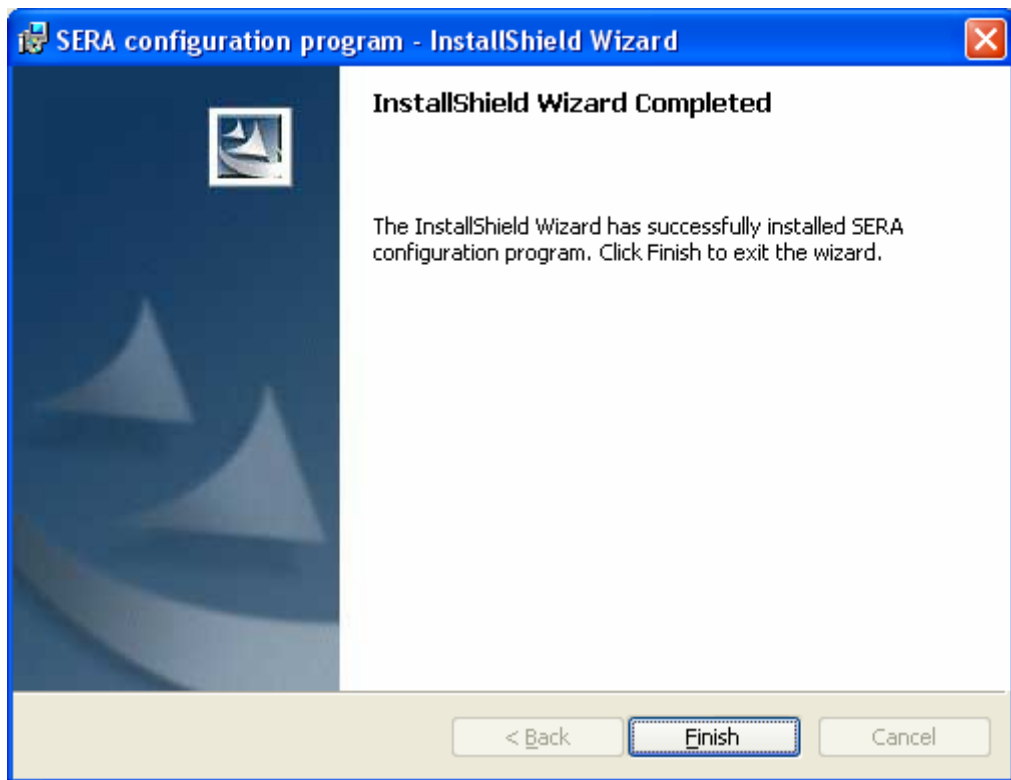 SERA configuration program - InstallShield Wizard
InstallShield Wizard Completed
The InstallShield Wizard has successfully installed SERA
configuration program. Click Finish to exit the wizard.
< Back Finish Cancel